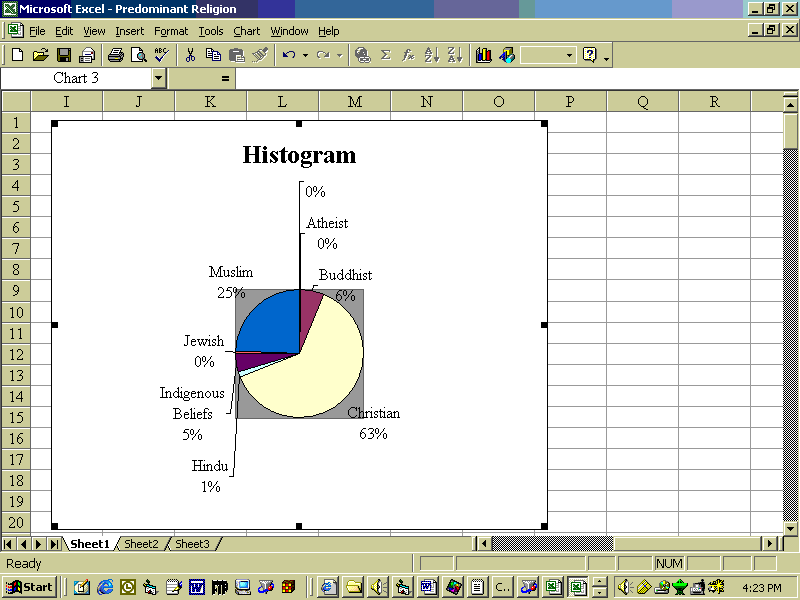 Microsoft Excel - Predominant Religion
File Edit View Insert Format Tools Chart Window Help
Chart 3 =
I J K L M N O P Q R
1
2
3
4
5
6
7
8
9
10
11
12
13
14
15
16
17
18
19
20
Histogram
0%
Atheist
0%
Buddhist
6%
Muslim
25%
Jewish
0%
Indigenous
Beliefs
5%
Christian
63%
Hindu
1%
Sheet1 Sheet2 Sheet3
Ready NUM
Start C... 4:23 PM